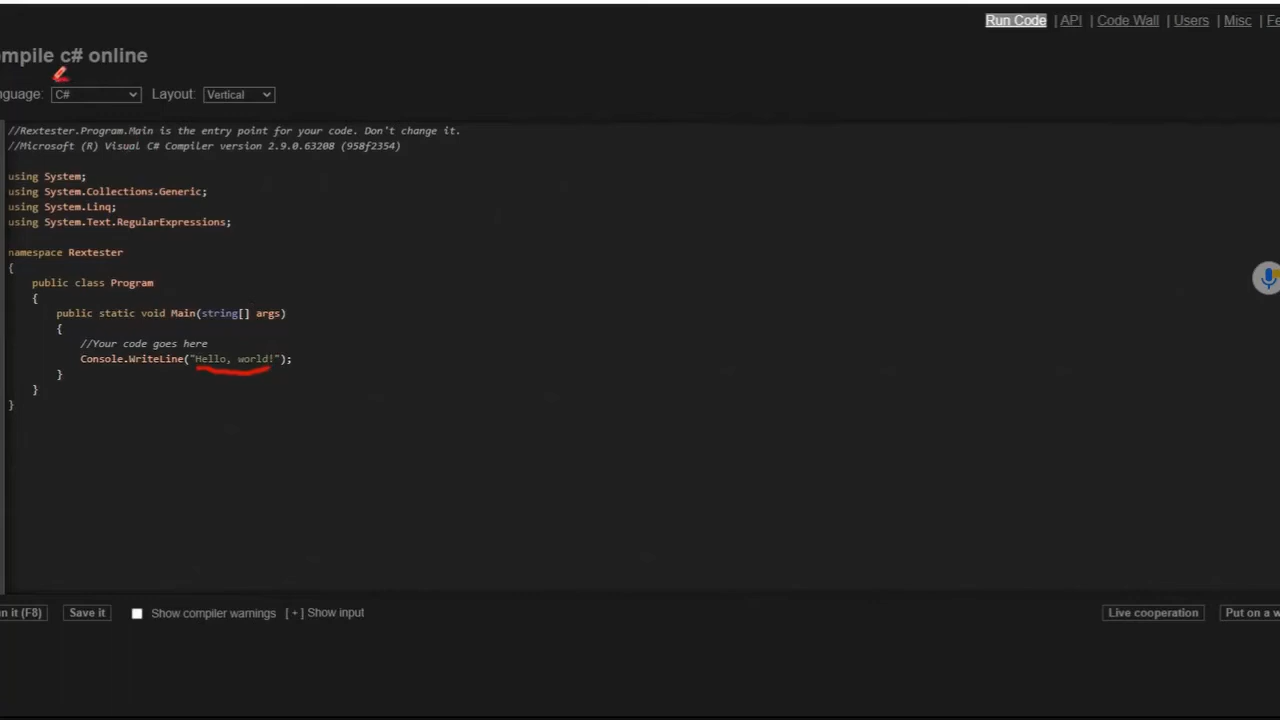 Run Code | API | Code Wall | Users | Misc | Fe
mpile c# online
nguage: C# Layout: Vertical
//Rextester.Program.Main is the entry point for your code. Don't change it.
//Microsoft (R) Visual C# Compiler version 2.9.0.63208 (958f2354)
using System;
using System.Collections.Generic;
using System.Linq;
using System.Text.RegularExpressions;
namespace Rextester
{
public class Program
{
public static void Main(string[] args)
{
//Your code goes here
Console.WriteLine("Hello, world!");
}
}
}
n it (F8) Save it Show compiler warnings [ + ] Show input Live cooperation Put on a w